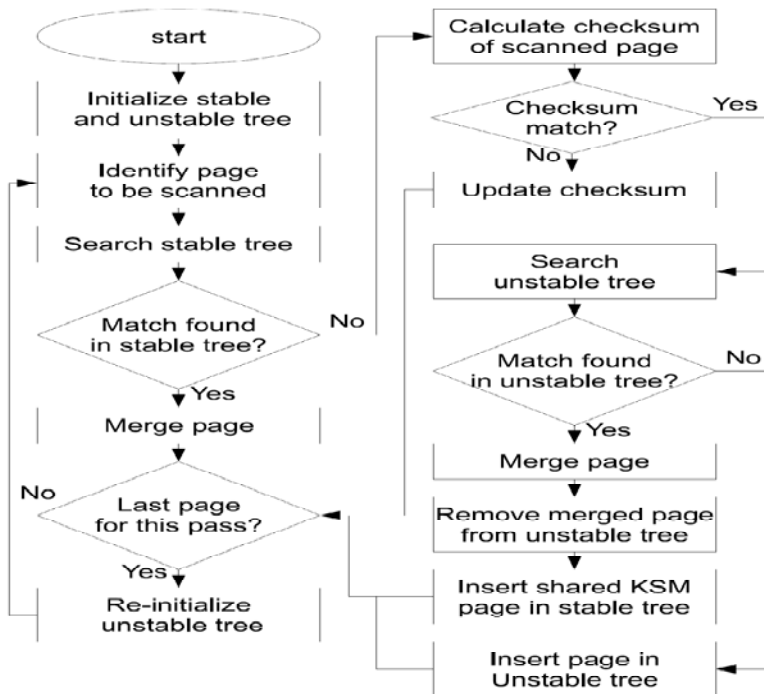 start
Initialize stable
and unstable tree
Identify page
to be scanned
Search stable tree
Match found
in stable tree?
No
Yes
Merge page
No
Last page
for this pass?
Yes
Re-initialize
unstable tree
Calculate checksum
of scanned page
Checksum
match?
Yes
No
Update checksum
Search
unstable tree
Match found
in unstable tree?
No
Yes
Merge page
Remove merged page
from unstable tree
Insert shared KSM
page in stable tree
Insert page in
Unstable tree